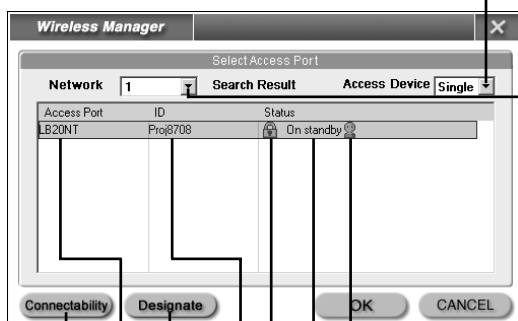 Wireless Manager
Select Access Port
Network 1 Search Result Access Device Single
Access Port ID Status
LB20NT Proj8708 On standby
Connectability Designate OK CANCEL